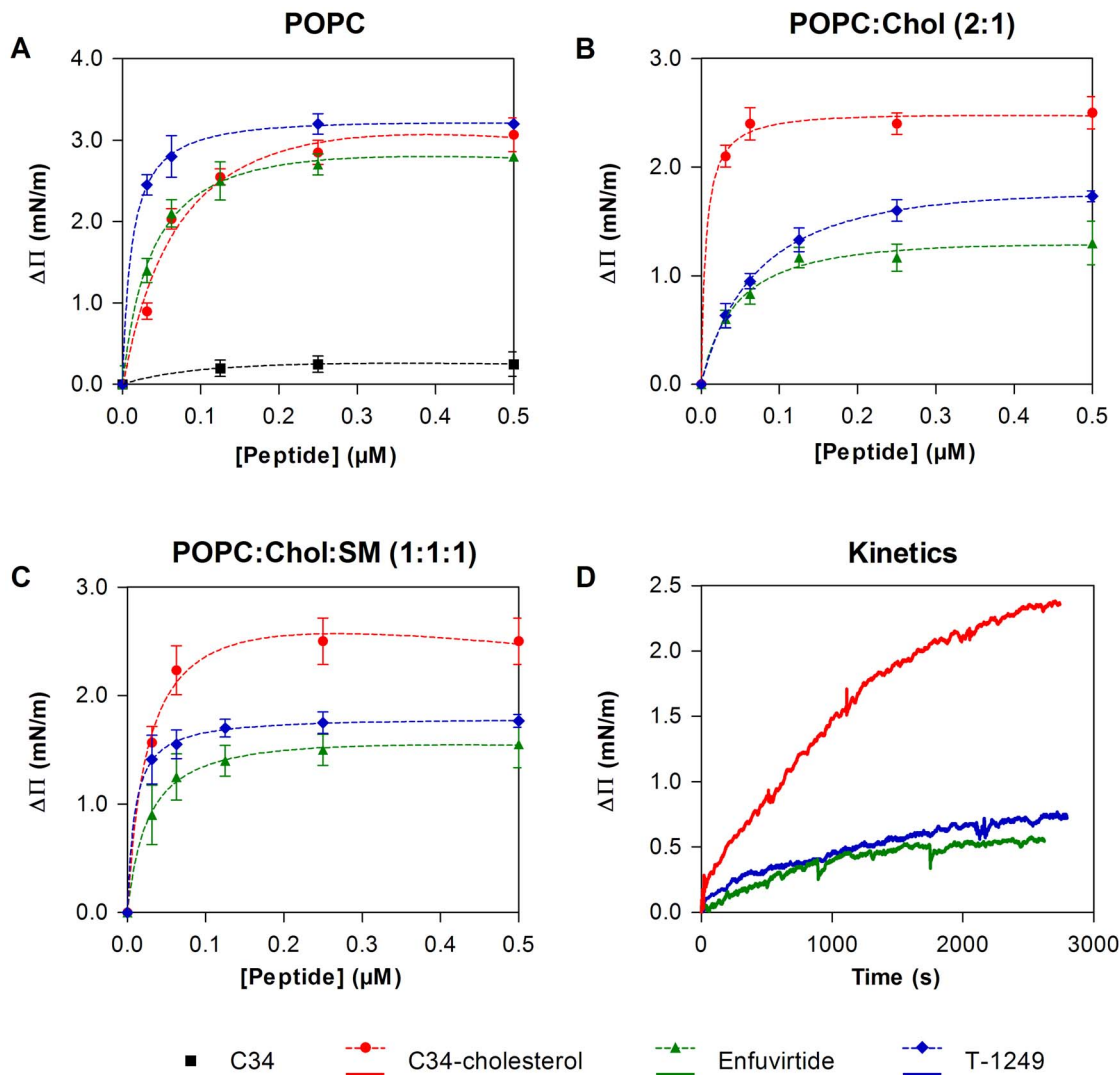 A
POPC
ΔΠ (mN/m)
4.0
3.0
2.0
1.0
0.0
0.0 0.1 0.2 0.3 0.4 0.5
[Peptide] (µM)
B
POPC:Chol (2:1)
ΔΠ (mN/m)
3.0
2.0
1.0
0.0
0.0 0.1 0.2 0.3 0.4 0.5
[Peptide] (µM)
C
POPC:Chol:SM (1:1:1)
ΔΠ (mN/m)
3.0
2.0
1.0
0.0
0.0 0.1 0.2 0.3 0.4 0.5
[Peptide] (µM)
D
Kinetics
ΔΠ (mN/m)
2.5
2.0
1.5
1.0
0.5
0.0
0 1000 2000 3000
Time (s)
C34 C34-cholesterol Enfuvirtide T-1249